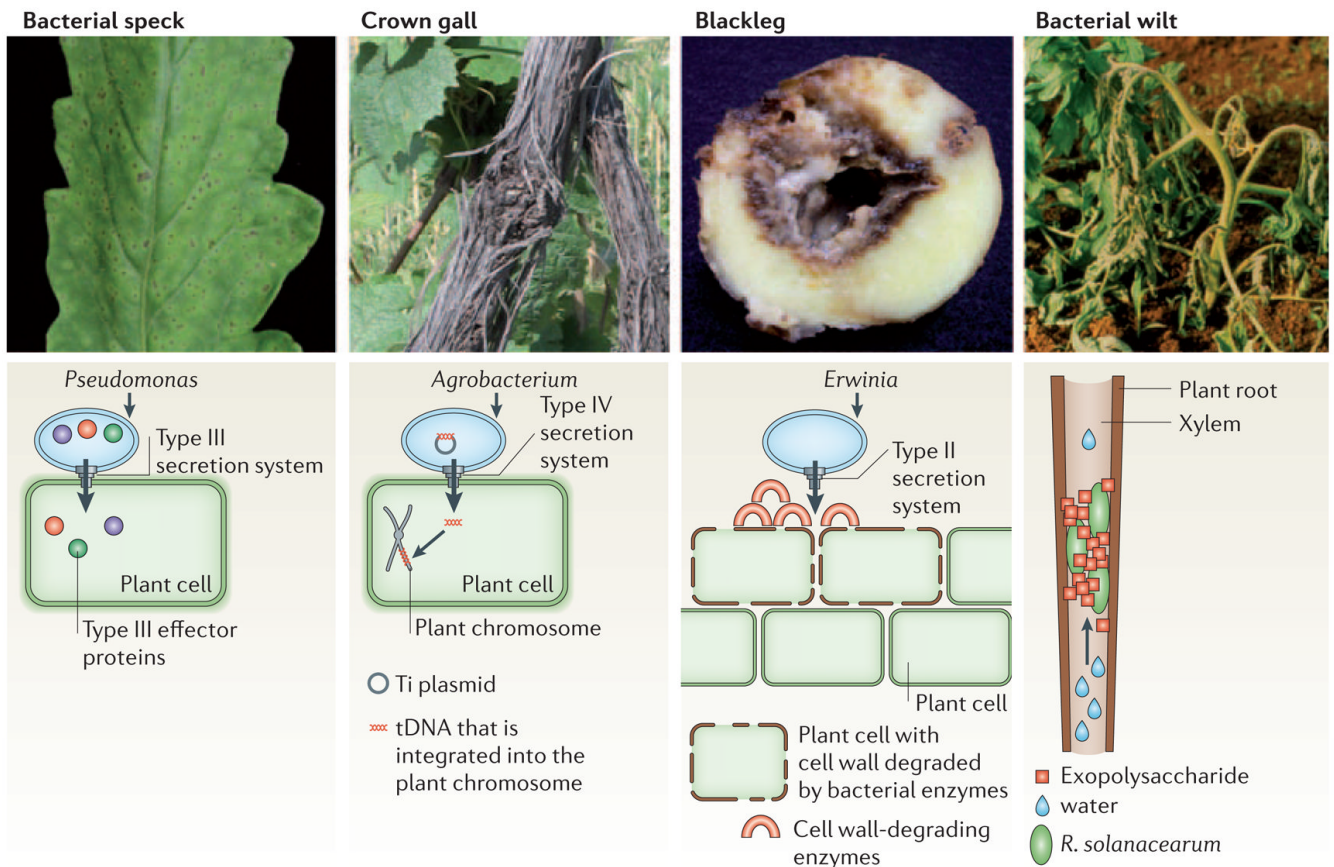 Bacterial speck
Crown gall
Blackleg
Bacterial wilt
Pseudomonas
Type III
secretion system
Plant cell
Type III effector
proteins
Agrobacterium
Type IV
secretion
system
Plant cell
Plant chromosome
Ti plasmid
tDNA that is
integrated into the
plant chromosome
Erwinia
Type II
secretion
system
Plant cell
Plant cell with
cell wall degraded
by bacterial enzymes
Cell wall-degrading
enzymes
Plant root
Xylem
Exopolysaccharide
water
R. solanacearum